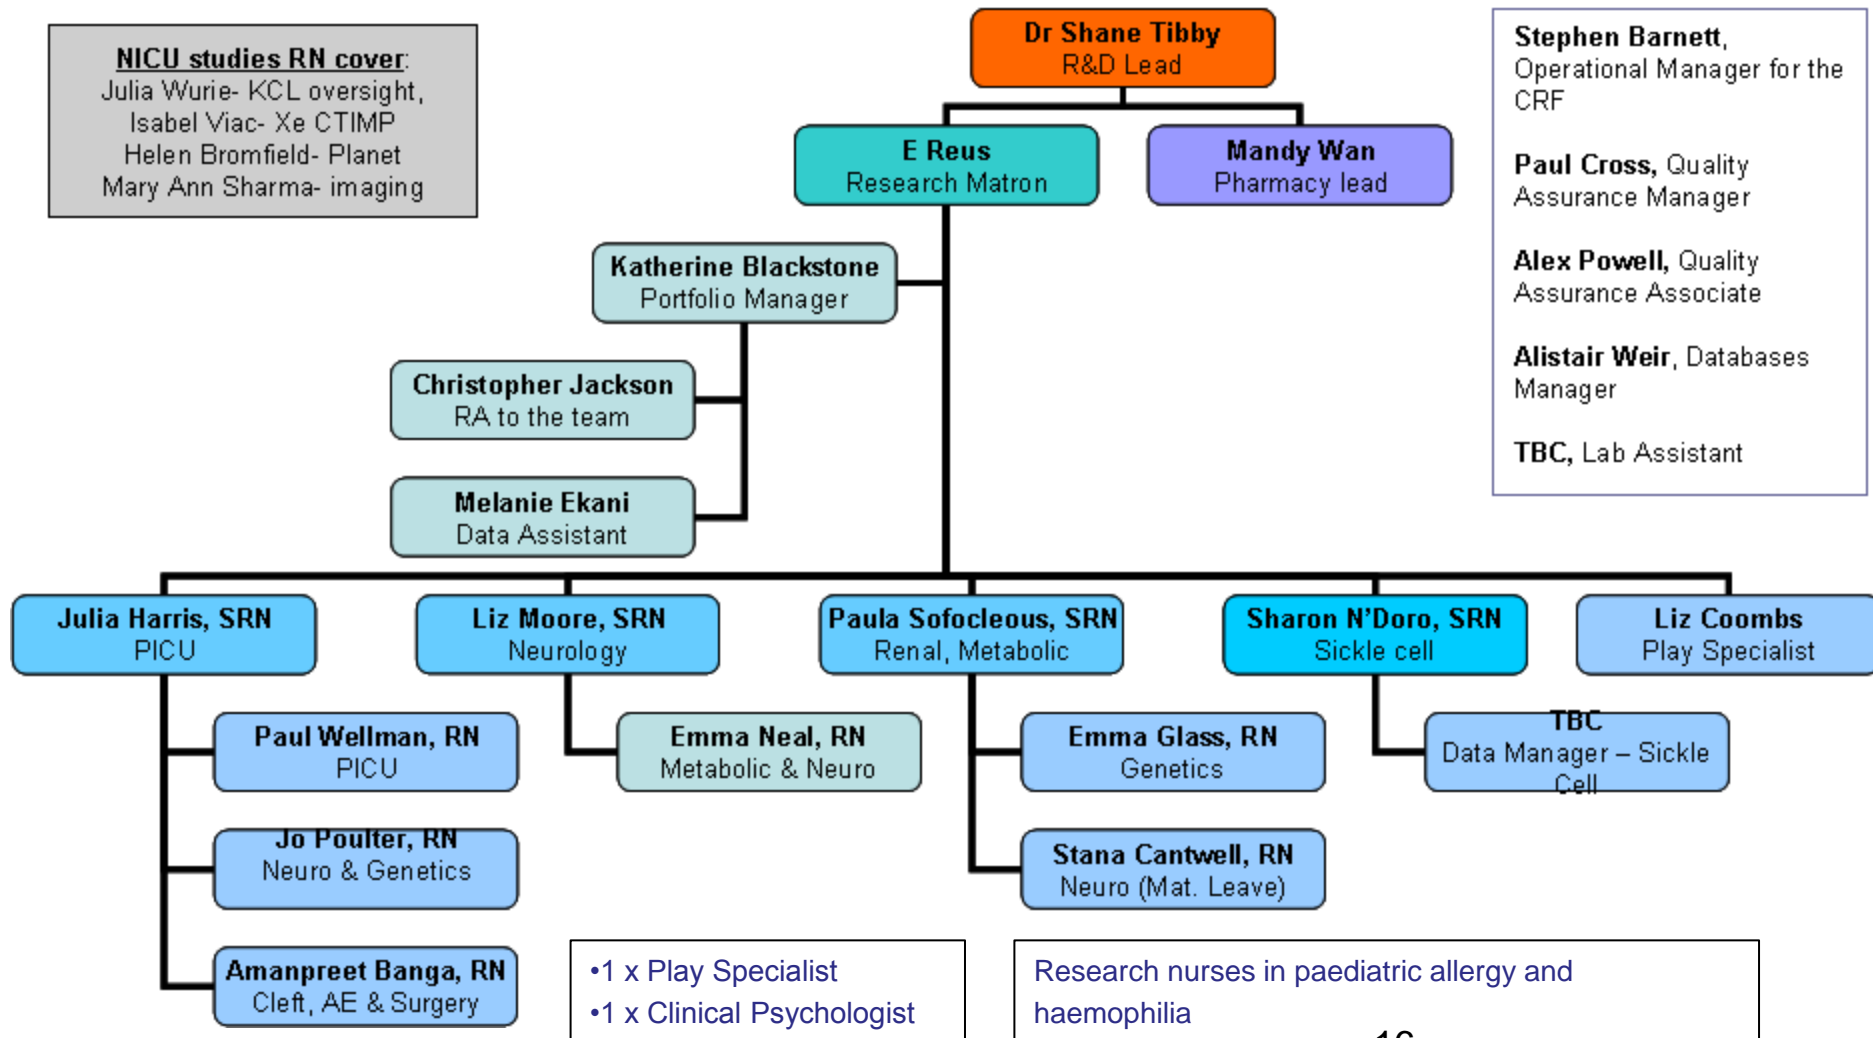 NICU studies RN cover:
Julia Wurie- KCL oversight,
Isabel Viac- Xe CTIMP
Helen Bromfield- Planet
Mary Ann Sharma- imaging
Dr Shane Tibby
R&D Lead
E Reus
Research Matron
Mandy Wan
Pharmacy lead
Stephen Barnett,
Operational Manager for the
CRF
Paul Cross, Quality
Assurance Manager
Alex Powell, Quality
Assurance Associate
Alistair Weir, Databases
Manager
TBC, Lab Assistant
Katherine Blackstone
Portfolio Manager
Christopher Jackson
RA to the team
Melanie Ekani
Data Assistant
Julia Harris, SRN
PICU
Liz Moore, SRN
Neurology
Paula Sofocleous, SRN
Renal, Metabolic
Sharon N'Doro, SRN
Sickle cell
Liz Coombs
Play Specialist
Paul Wellman, RN
PICU
Emma Neal, RN
Metabolic & Neuro
Emma Glass, RN
Genetics
TBC
Data Manager – Sickle
Cell
Jo Poulter, RN
Neuro & Genetics
Stana Cantwell, RN
Neuro (Mat. Leave)
Amanpreet Banga, RN
Cleft, AE & Surgery
•1 x Play Specialist
•1 x Clinical Psychologist
Research nurses in paediatric allergy and
haemophilia